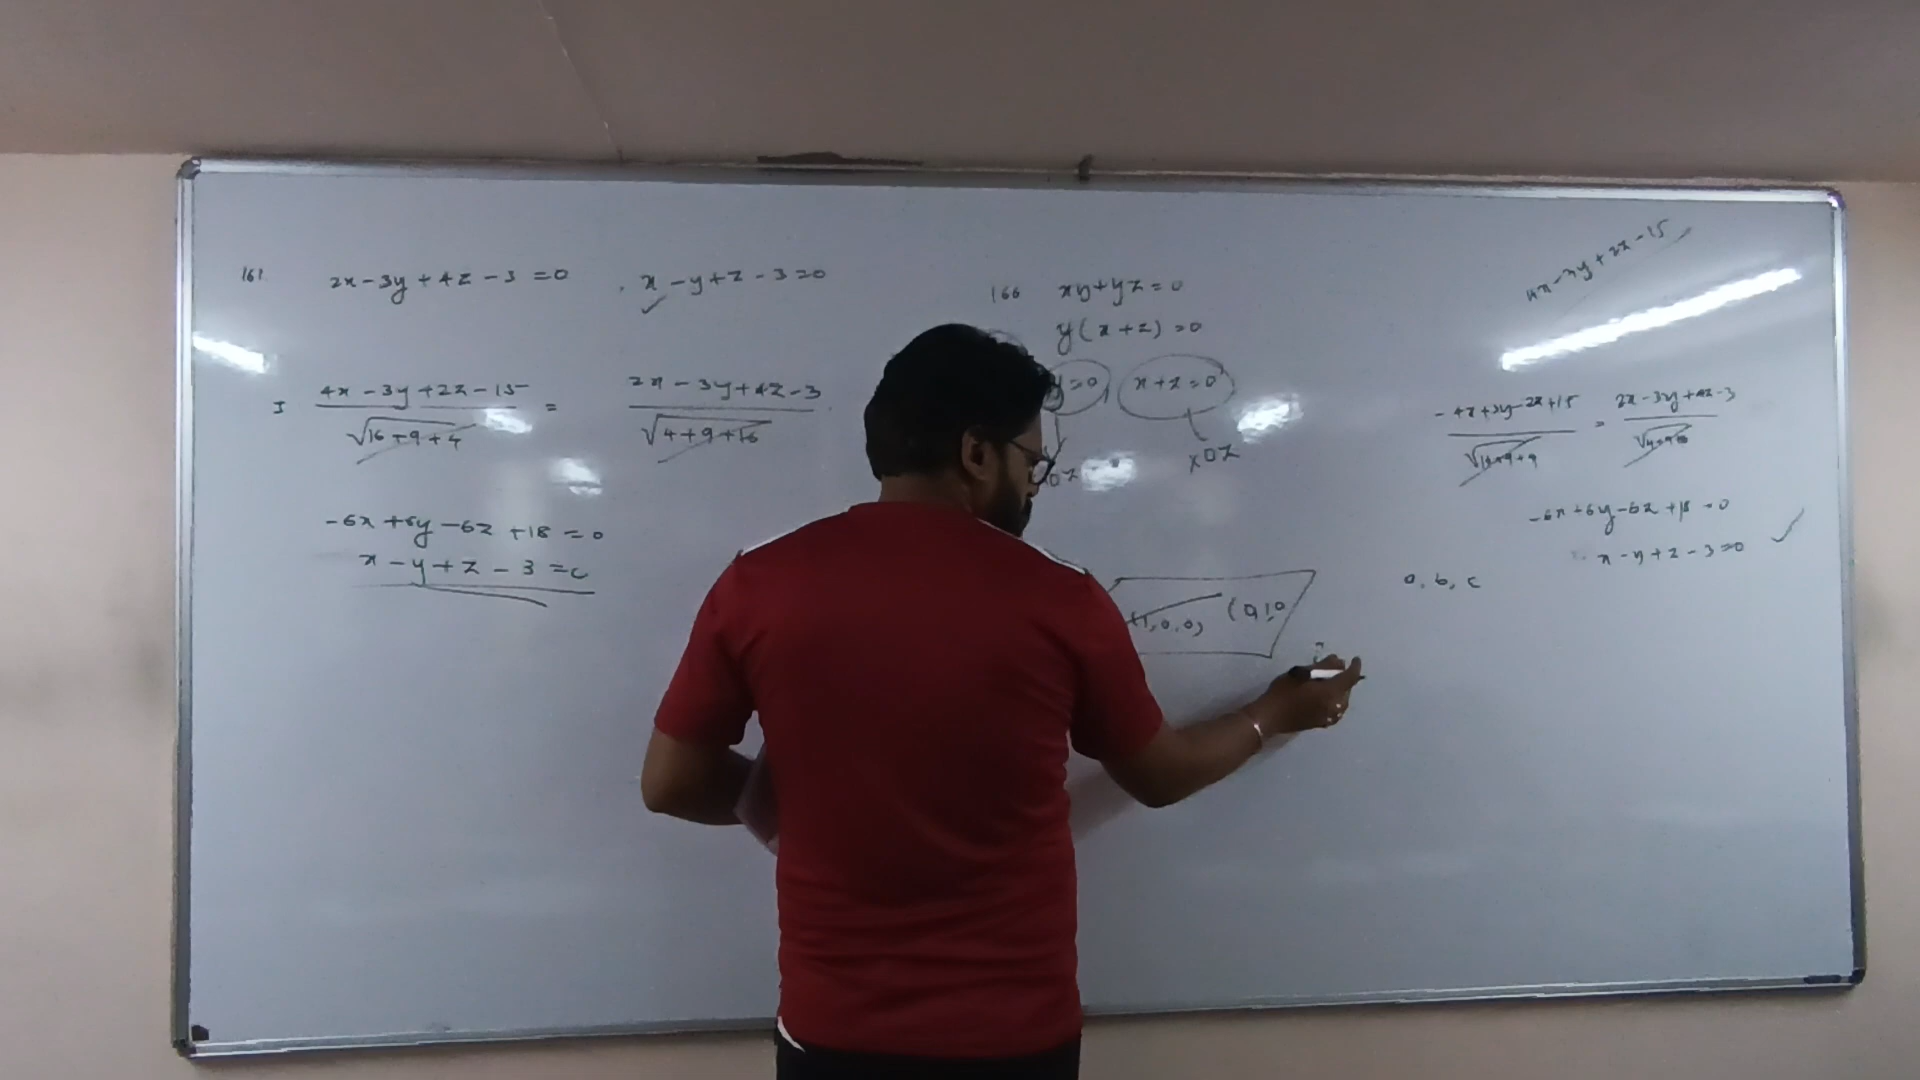 161. 2x-3y+4z-3=0 , x-y+z-3=0
I (4x-3y+2z-15)/√(16+9+4) = (2x-3y+4z-3)/√(4+9+16)
-6x+6y-6z+18=0
x-y+z-3=c
166 xy+yz=0
y(x+z)=0
y=0, x+z=0
xoz
(1,0,0) (0,1,0
4x-3y+2z-15
(-4x+3y-2z+15)/√(16+9+9) = (2x-3y+4z-3)/√(4+9+16)
-6x+6y-6z+18=0
x-y+z-3=0
a, b, c